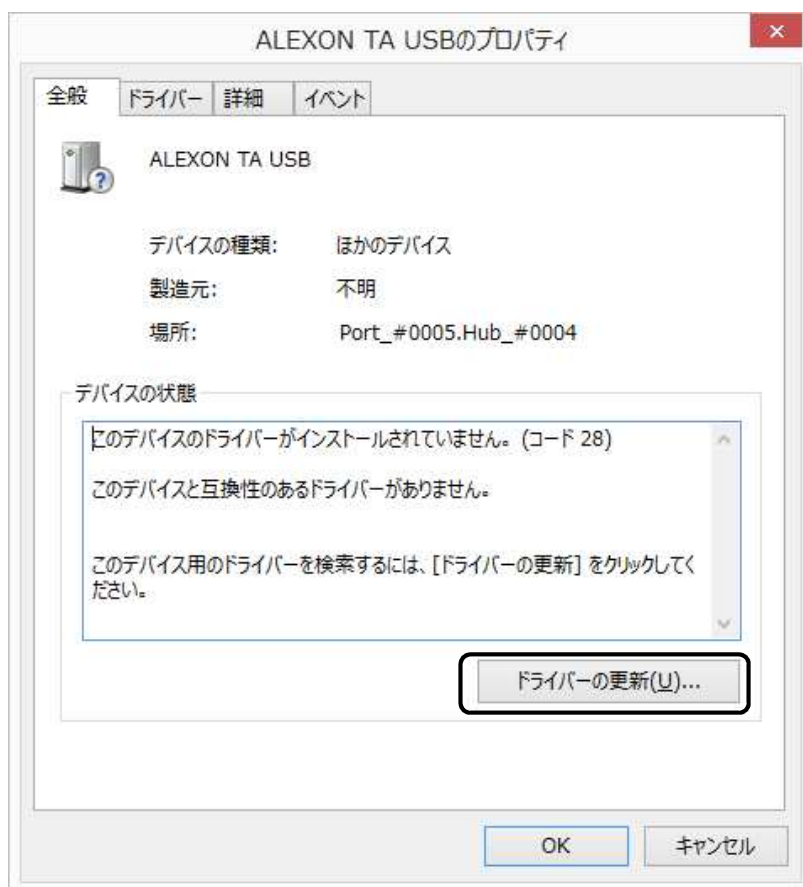 ALEXON TA USBのプロパティ
全般 ドライバー 詳細 イベント
ALEXON TA USB
デバイスの種類: ほかのデバイス
製造元: 不明
場所: Port_#0005.Hub_#0004
デバイスの状態
このデバイスのドライバーがインストールされていません。(コード 28)
このデバイスと互換性のあるドライバーがありません。
このデバイス用のドライバーを検索するには、[ドライバーの更新] をクリックしてく
ださい。
ドライバーの更新(U)...
OK キャンセル